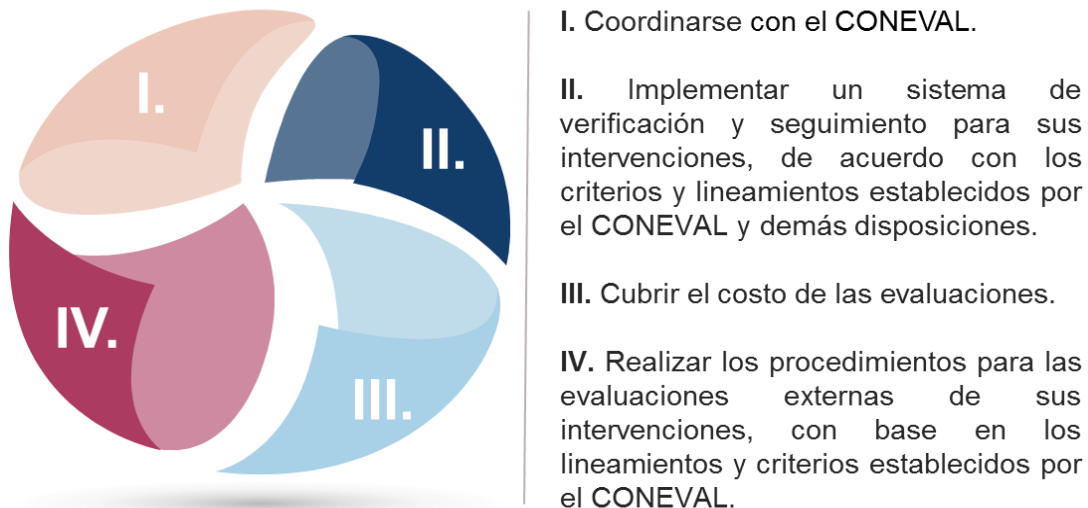 I.
II.
IV.
III.
I. Coordinarse con el CONEVAL.
II. Implementar un sistema de
verificación y seguimiento para sus
intervenciones, de acuerdo con los
criterios y lineamientos establecidos por
el CONEVAL y demás disposiciones.
III. Cubrir el costo de las evaluaciones.
IV. Realizar los procedimientos para las
evaluaciones externas de sus
intervenciones, con base en los
lineamientos y criterios establecidos por
el CONEVAL.